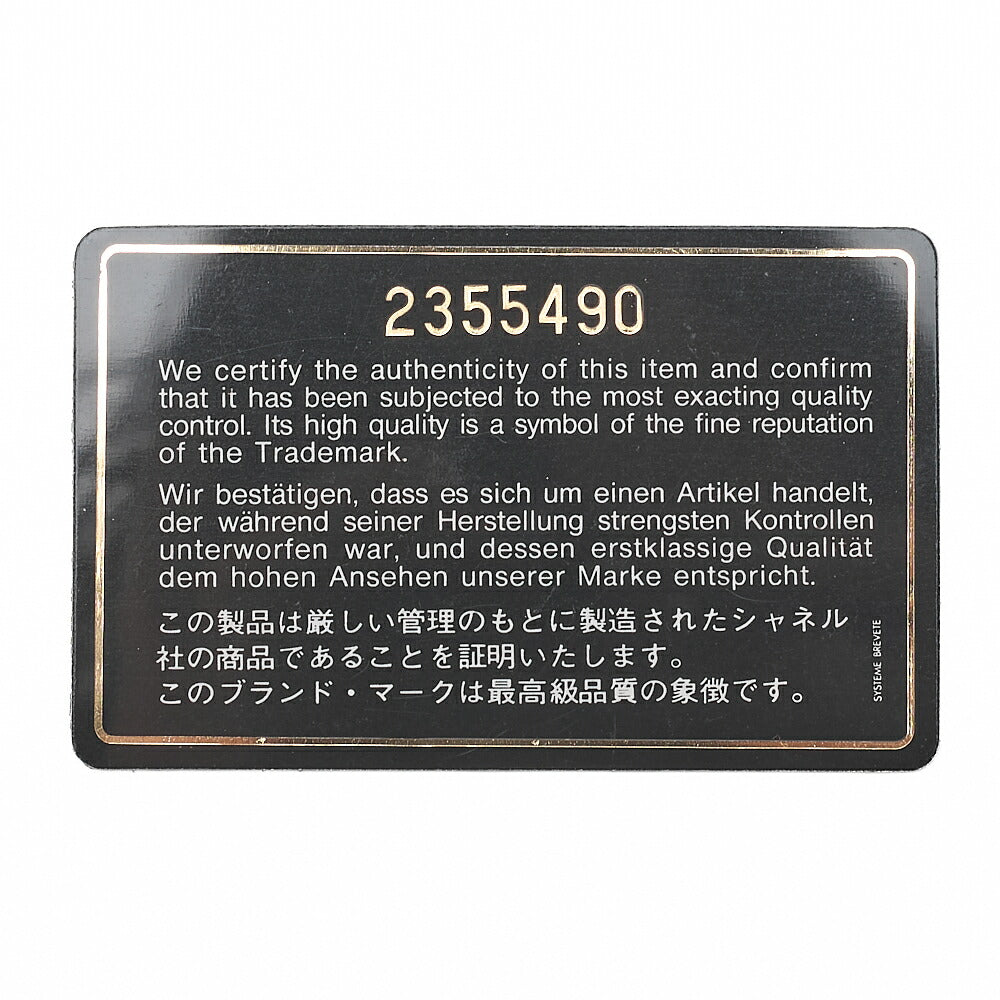 2355490
We certify the authenticity of this item and confirm
that it has been subjected to the most exacting quality
control. Its high quality is a symbol of the fine reputation
of the Trademark.
Wir bestätigen, dass es sich um einen Artikel handelt,
der während seiner Herstellung strengsten Kontrollen
unterworfen war, und dessen erstklassige Qualität
dem hohen Ansehen unserer Marke entspricht.
この製品は厳しい管理のもとに製造されたシャネル
社の商品であることを証明いたします。
このブランド・マークは最高級品質の象徴です。
SYSTEME BREVETE